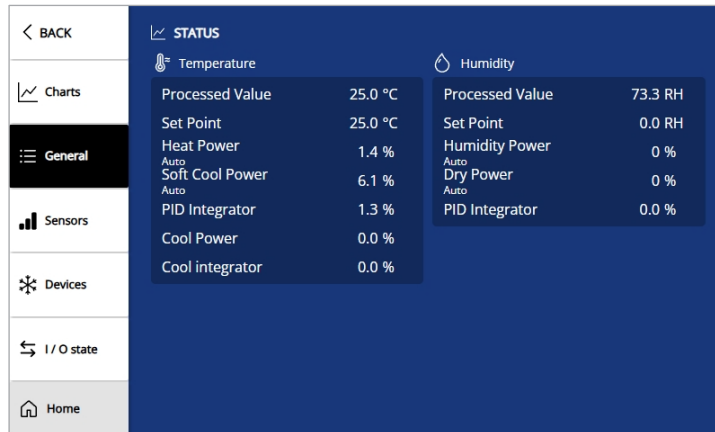 BACK
Charts
General
Sensors
Devices
I / O state
Home
STATUS
Temperature
Processed Value 25.0 °C
Set Point 25.0 °C
Heat Power 1.4 %
Auto
Soft Cool Power 6.1 %
Auto
PID Integrator 1.3 %
Cool Power 0.0 %
Cool integrator 0.0 %
Humidity
Processed Value 73.3 RH
Set Point 0.0 RH
Humidity Power 0 %
Auto
Dry Power 0 %
Auto
PID Integrator 0.0 %